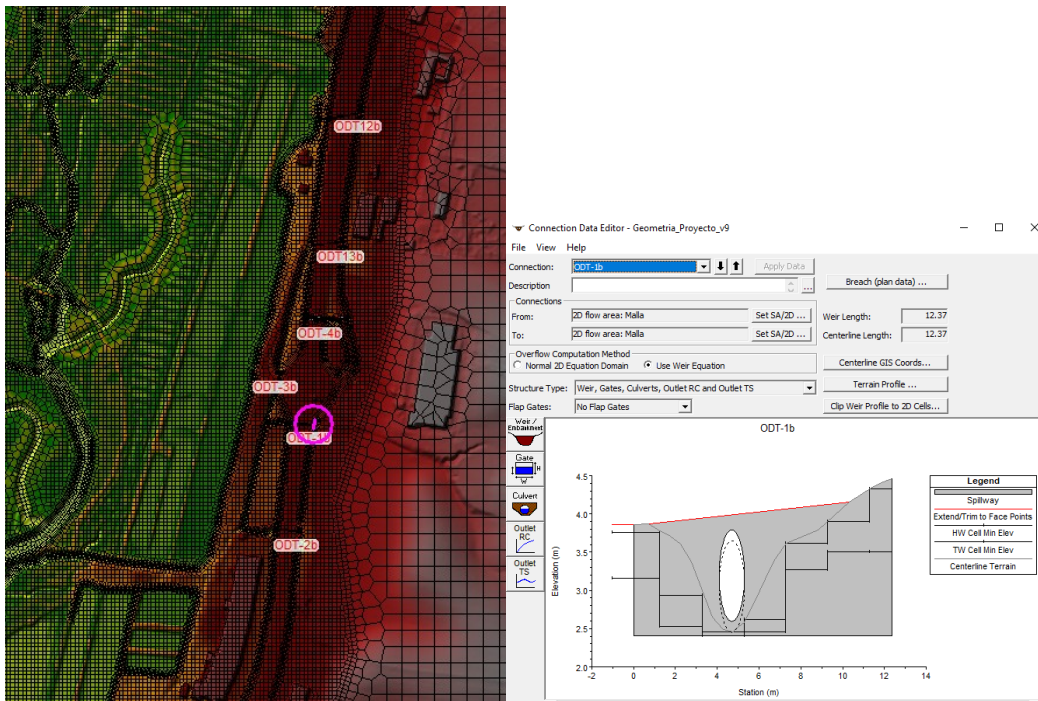 ODT12b
ODT13b
ODT-4b
ODT-3b
ODT-1b
ODT-2b
Connection Data Editor - Geometria_Proyecto_v9
File View Help
Connection: ODT-1b Apply Data
Description ... Breach (plan data) ...
Connections
From: 2D flow area: Malla Set SA/2D ... Weir Length: 12.37
To: 2D flow area: Malla Set SA/2D ... Centerline Length: 12.37
Overflow Computation Method
Normal 2D Equation Domain Use Weir Equation Centerline GIS Coords...
Structure Type: Weir, Gates, Culverts, Outlet RC and Outlet TS Terrain Profile ...
Flap Gates: No Flap Gates Clip Weir Profile to 2D Cells...
Weir /
Embankment
Gate
H
W
Culvert
Outlet
RC
Outlet
TS
ODT-1b
4.5
4.0
3.5
3.0
2.5
2.0
Elevation (m)
-2 0 2 4 6 8 10 12 14
Station (m)
Legend
Spillway
Extend/Trim to Face Points
HW Cell Min Elev
TW Cell Min Elev
Centerline Terrain